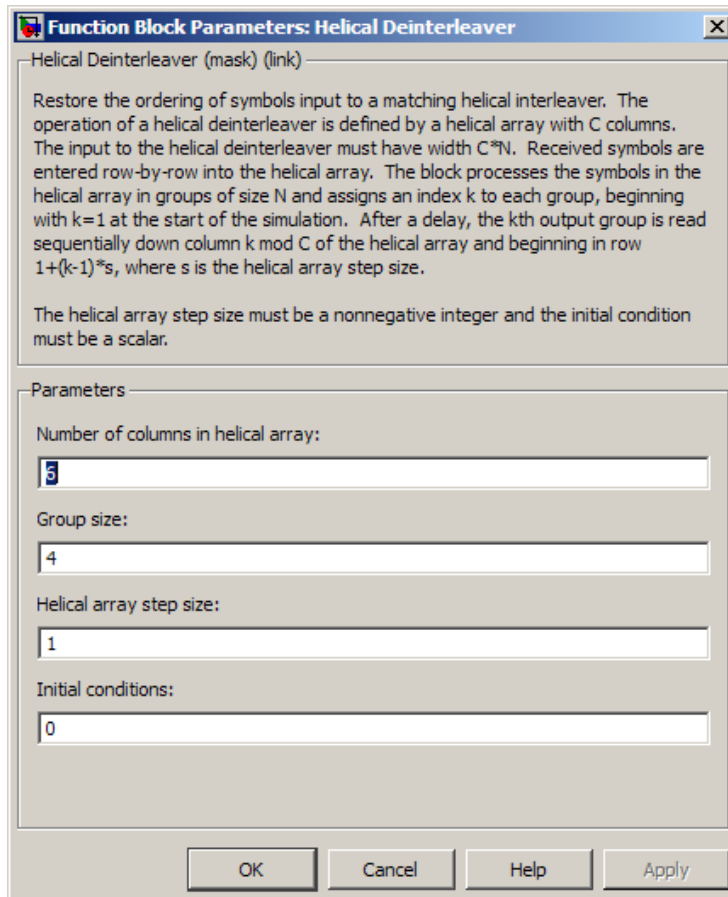 Function Block Parameters: Helical Deinterleaver
Helical Deinterleaver (mask) (link)
Restore the ordering of symbols input to a matching helical interleaver.  The
operation of a helical deinterleaver is defined by a helical array with C columns.
The input to the helical deinterleaver must have width C*N.  Received symbols are
entered row-by-row into the helical array.  The block processes the symbols in the
helical array in groups of size N and assigns an index k to each group, beginning
with k=1 at the start of the simulation.  After a delay, the kth output group is read
sequentially down column k mod C of the helical array and beginning in row
1+(k-1)*s, where s is the helical array step size.
The helical array step size must be a nonnegative integer and the initial condition
must be a scalar.
Parameters
Number of columns in helical array:
6
Group size:
4
Helical array step size:
1
Initial conditions:
0
OK Cancel Help Apply